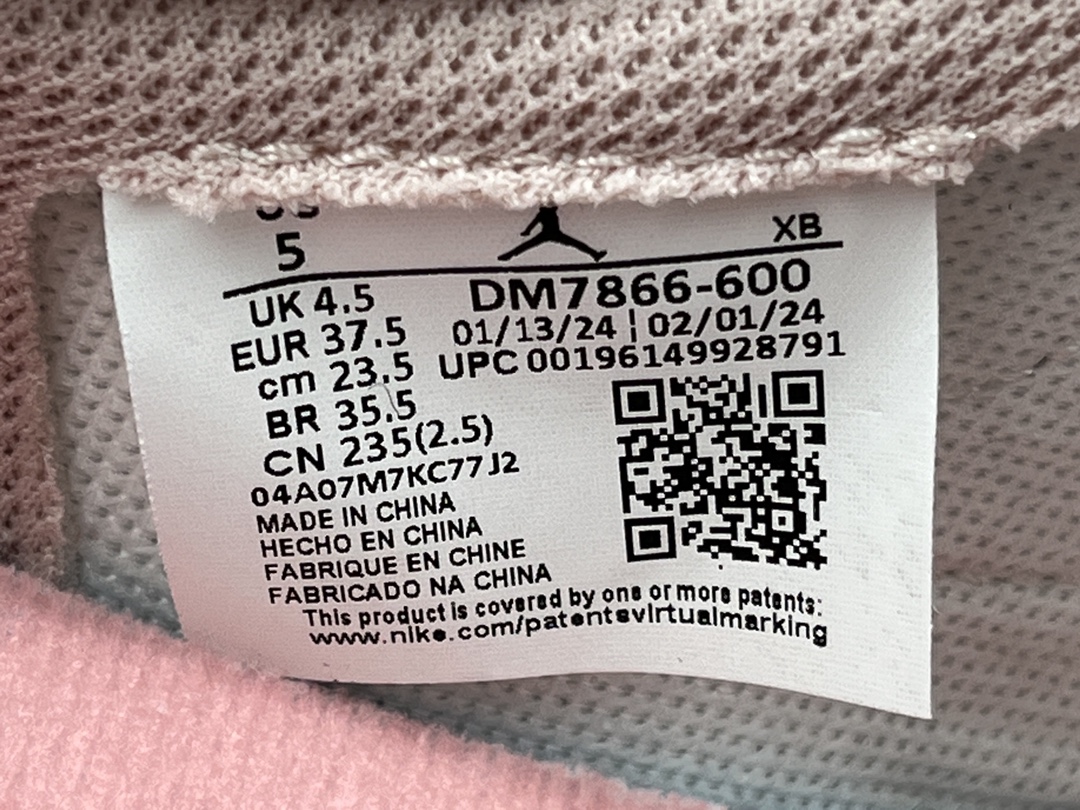 US
5
XB
UK 4.5
DM7866-600
EUR 37.5
01/13/24 | 02/01/24
cm 23.5
UPC 00196149928791
BR 35.5
CN 235(2.5)
04A07M7KC77J2
MADE IN CHINA
HECHO EN CHINA
FABRIQUE EN CHINE
FABRICADO NA CHINA
This product is covered by one or more patents:
www.nike.com/patentsvirtualmarking